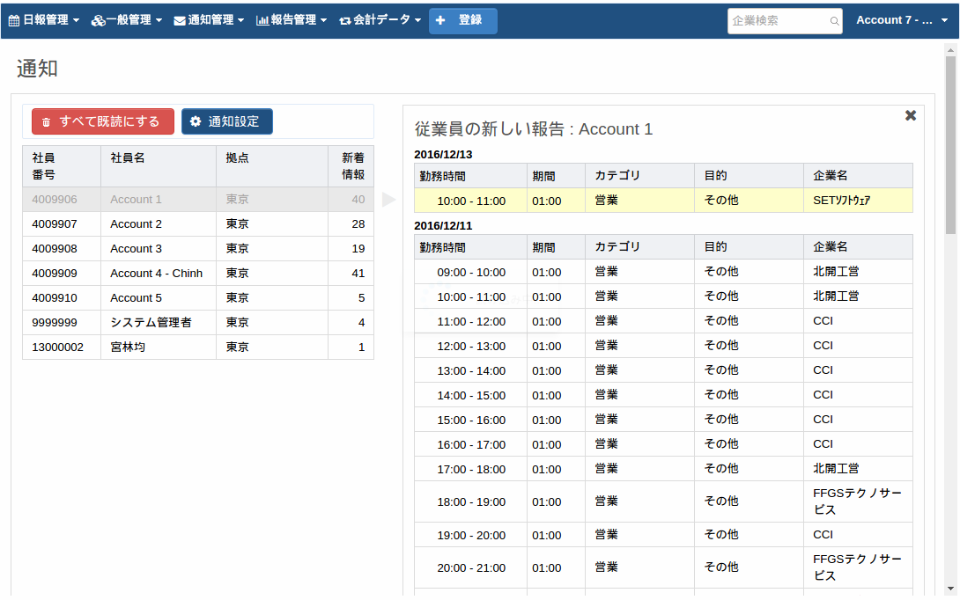 日報管理 一般管理 通知管理 報告管理 会計データ + 登録 企業検索 Account 7 - ...
通知
すべて既読にする 通知設定
社員番号 社員名 拠点 新着情報
4009906 Account 1 東京 40
4009907 Account 2 東京 28
4009908 Account 3 東京 19
4009909 Account 4 - Chinh 東京 41
4009910 Account 5 東京 5
9999999 システム管理者 東京 4
13000002 宮林均 東京 1
従業員の新しい報告 : Account 1
2016/12/13
勤務時間 期間 カテゴリ 目的 企業名
10:00 - 11:00 01:00 営業 その他 SETｿﾌﾄｳｪｱ
2016/12/11
勤務時間 期間 カテゴリ 目的 企業名
09:00 - 10:00 01:00 営業 その他 北開工営
10:00 - 11:00 01:00 営業 その他 北開工営
11:00 - 12:00 01:00 営業 その他 CCI
12:00 - 13:00 01:00 営業 その他 CCI
13:00 - 14:00 01:00 営業 その他 CCI
14:00 - 15:00 01:00 営業 その他 CCI
15:00 - 16:00 01:00 営業 その他 CCI
16:00 - 17:00 01:00 営業 その他 CCI
17:00 - 18:00 01:00 営業 その他 北開工営
18:00 - 19:00 01:00 営業 その他 FFGSテクノサービス
19:00 - 20:00 01:00 営業 その他 CCI
20:00 - 21:00 01:00 営業 その他 FFGSテクノサービス